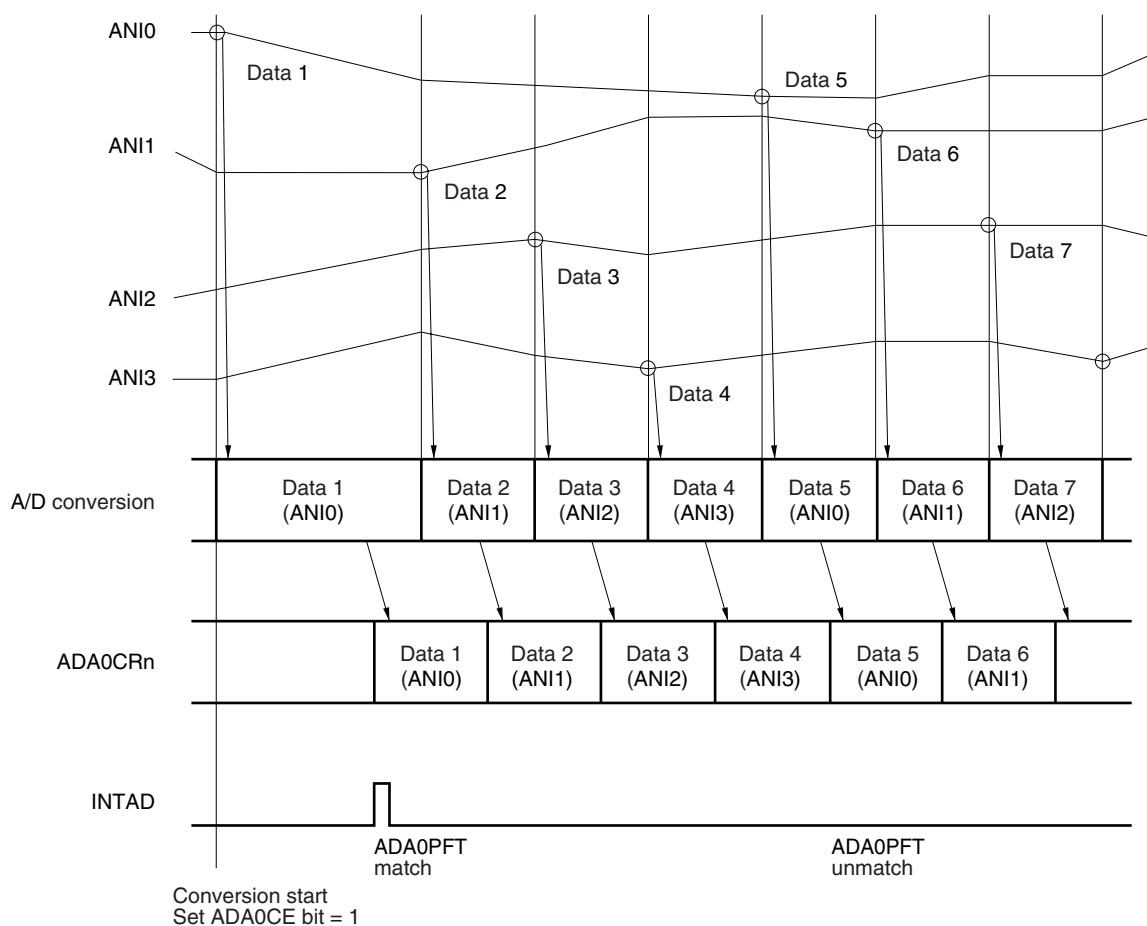 ANI0
Data 1
Data 5
ANI1
Data 6
Data 2
Data 7
Data 3
ANI2
ANI3
Data 4
A/D conversion
Data 1
(ANI0)
Data 2
(ANI1)
Data 3
(ANI2)
Data 4
(ANI3)
Data 5
(ANI0)
Data 6
(ANI1)
Data 7
(ANI2)
ADA0CRn
Data 1
(ANI0)
Data 2
(ANI1)
Data 3
(ANI2)
Data 4
(ANI3)
Data 5
(ANI0)
Data 6
(ANI1)
INTAD
ADA0PFT
match
ADA0PFT
unmatch
Conversion start
Set ADA0CE bit = 1